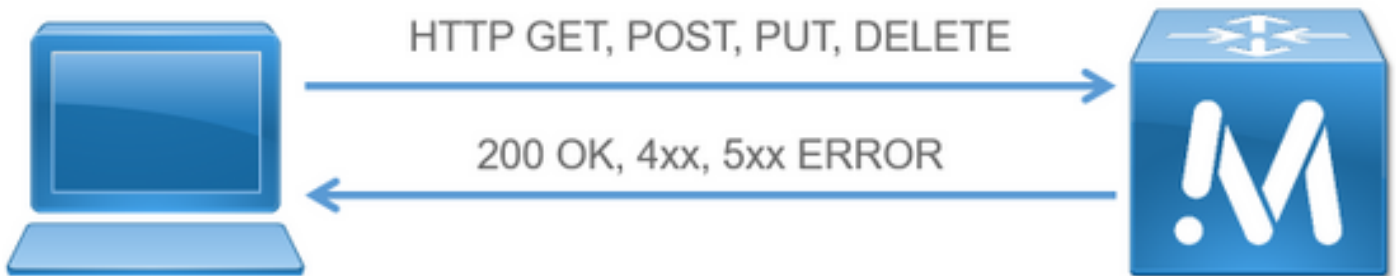 HTTP GET, POST, PUT, DELETE
200 OK, 4xx, 5xx ERROR